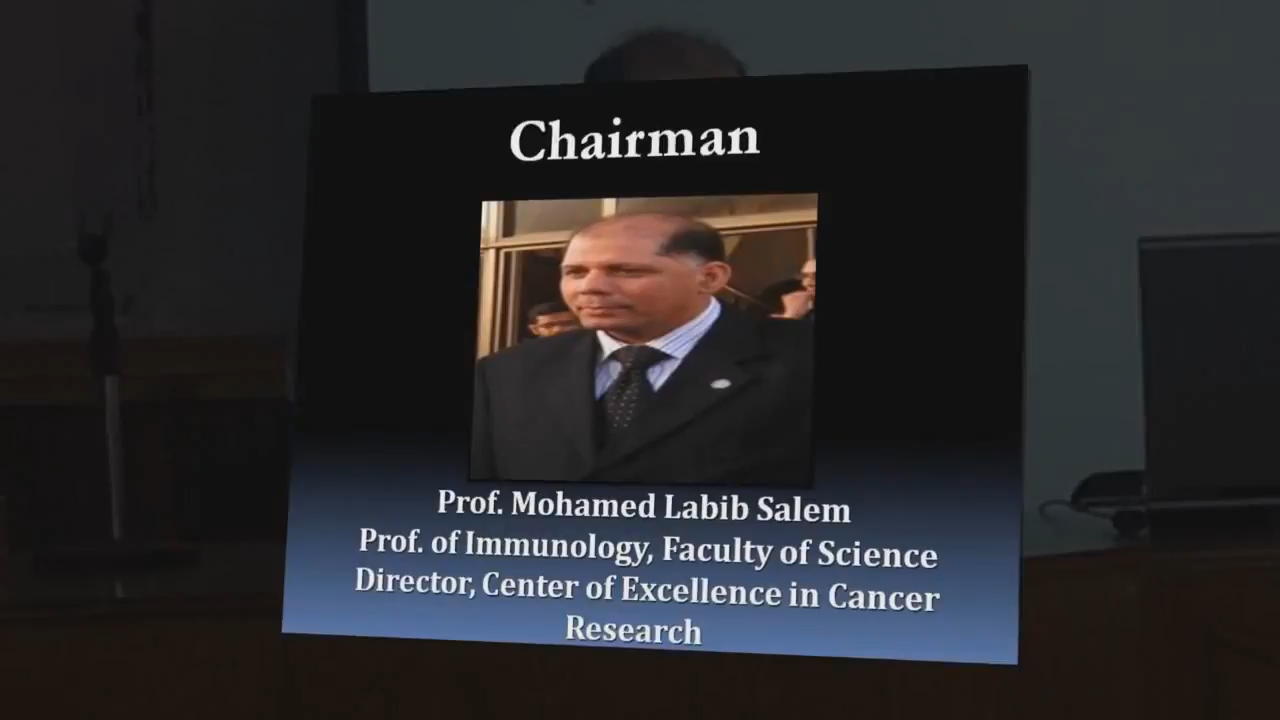 Chairman
Prof. Mohamed Labib Salem
Prof. of Immunology, Faculty of Science
Director, Center of Excellence in Cancer
Research